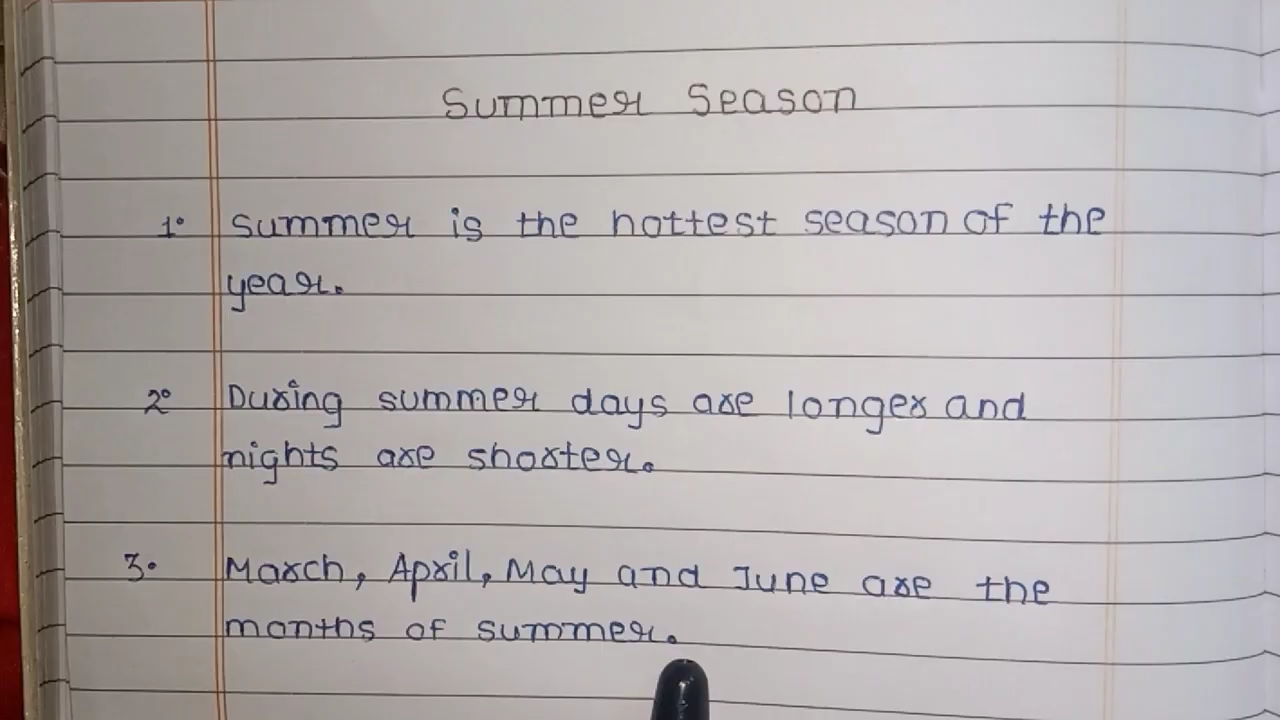 Summer Season
1. Summer is the hottest season of the
year.
2. During summer days are longer and
nights are shorter.
3. March, April, May and June are the
months of summer.